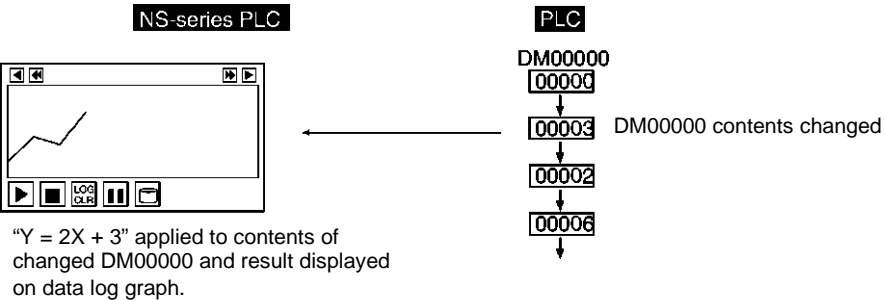 NS-series PLC
PLC
DM00000
00000
00003 DM00000 contents changed
00002
00006
LOG
CLR
“Y = 2X + 3” applied to contents of
changed DM00000 and result displayed
on data log graph.